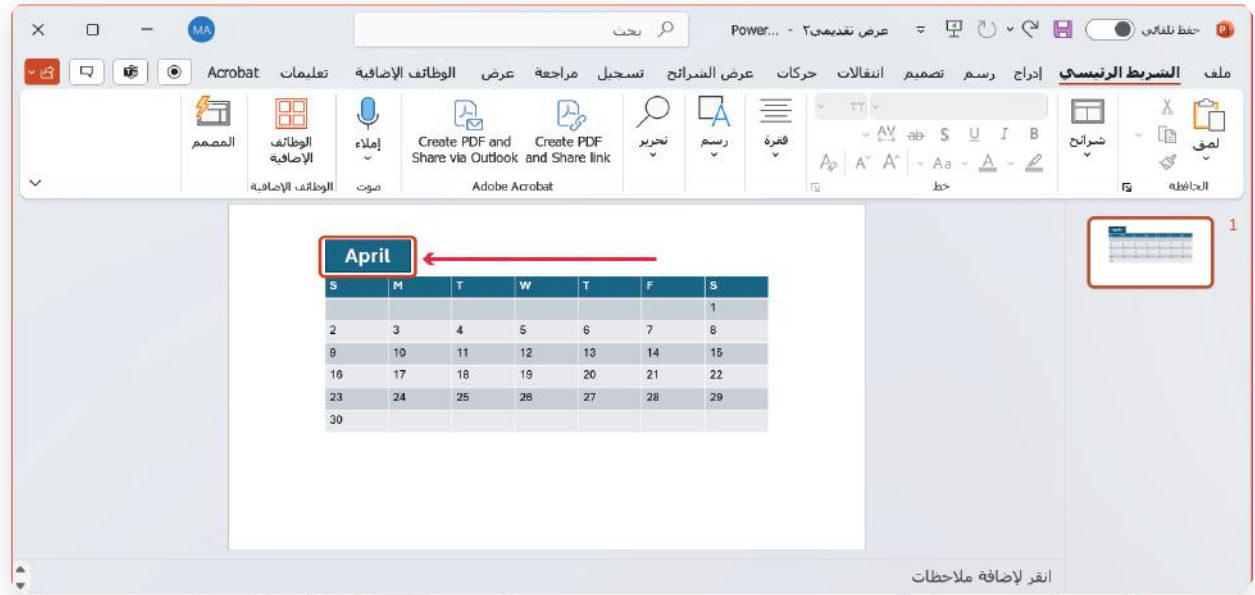 حفظ تلقائي
عرض تقديمي٢ - Power...
بحث
MA
ملف الشريط الرئيسي إدراج رسم تصميم انتقالات حركات عرض الشرائح تسجيل مراجعة عرض الوظائف الإضافية تعليمات Acrobat
لصق
الحافظة
شرائح
B I U S ab AV
Aa A A A
خط
فقرة
رسم
تحرير
Create PDF and Share link
Create PDF and Share via Outlook
Adobe Acrobat
إملاء
صوت
الوظائف الإضافية
الوظائف الإضافية
المصمم
1
April
S M T W T F S
1
2 3 4 5 6 7 8
9 10 11 12 13 14 15
16 17 18 19 20 21 22
23 24 25 26 27 28 29
30
انقر لإضافة ملاحظات